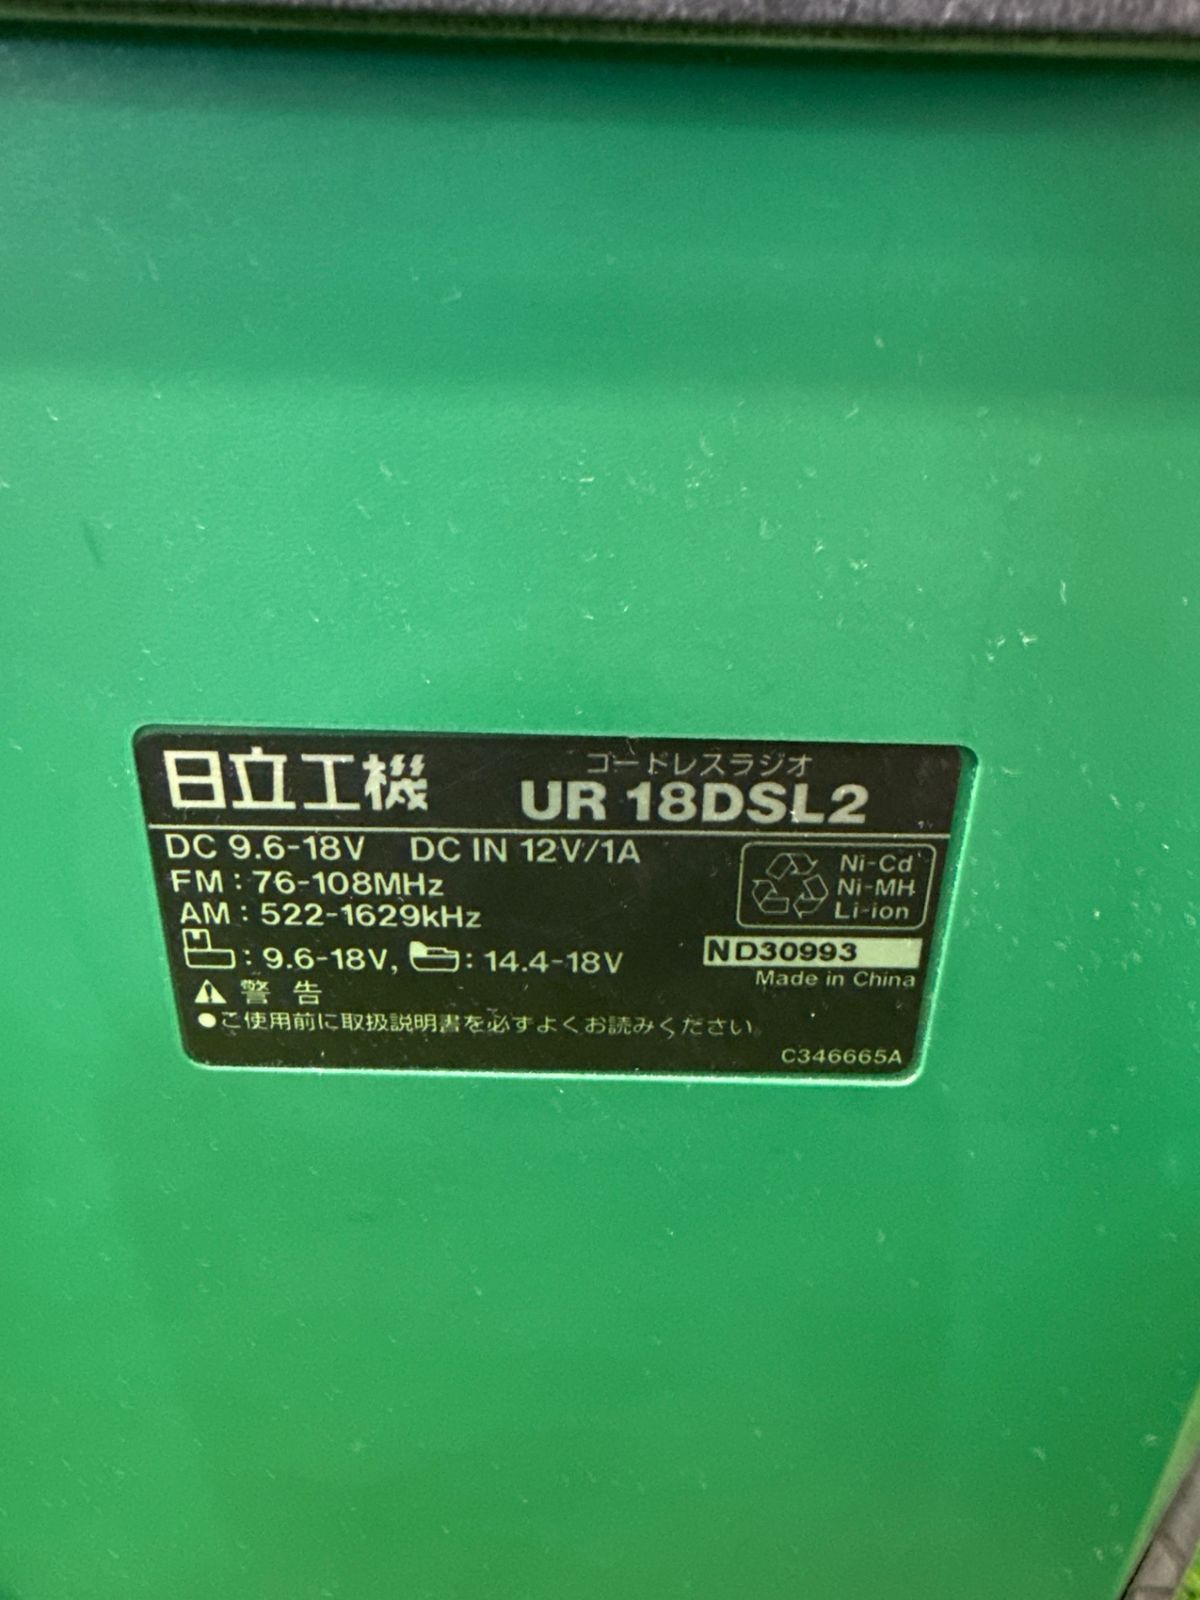 日立工機
コードレスラジオ
UR 18DSL2
DC 9.6-18V DC IN 12V/1A
FM : 76-108MHz
AM : 522-1629kHz
: 9.6-18V, : 14.4-18V
Ni-Cd
Ni-MH
Li-ion
ND30993
Made in China
警告
●ご使用前に取扱説明書を必ずよくお読みください。
C346665A